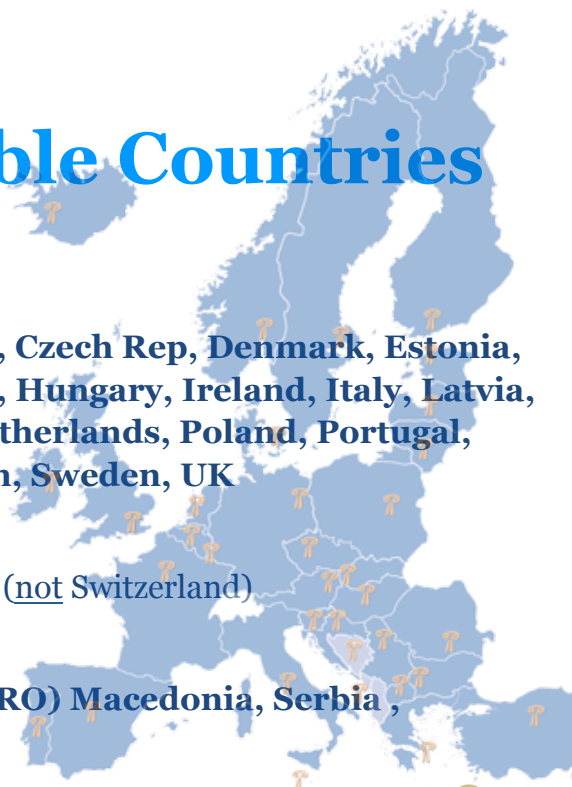 ble Countries
, Czech Rep, Denmark, Estonia,
, Hungary, Ireland, Italy, Latvia,
therlands, Poland, Portugal,
n, Sweden, UK
(not Switzerland)
RO) Macedonia, Serbia ,